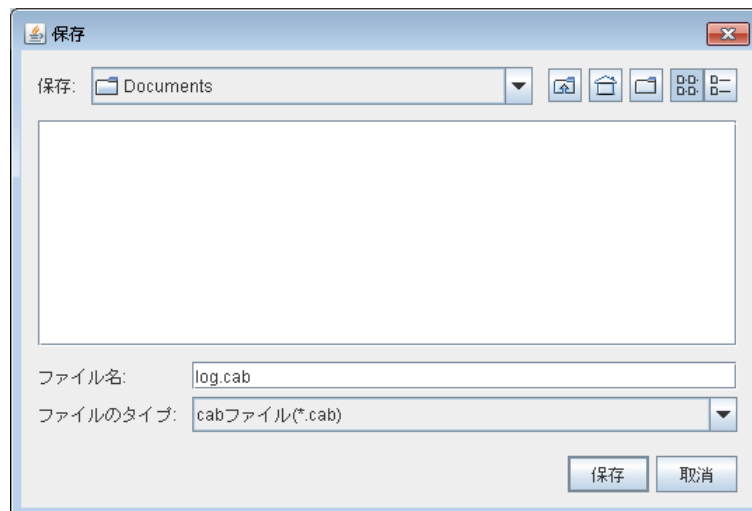 保存
保存: Documents
ファイル名: log.cab
ファイルのタイプ: cabファイル(*.cab)
保存 取消